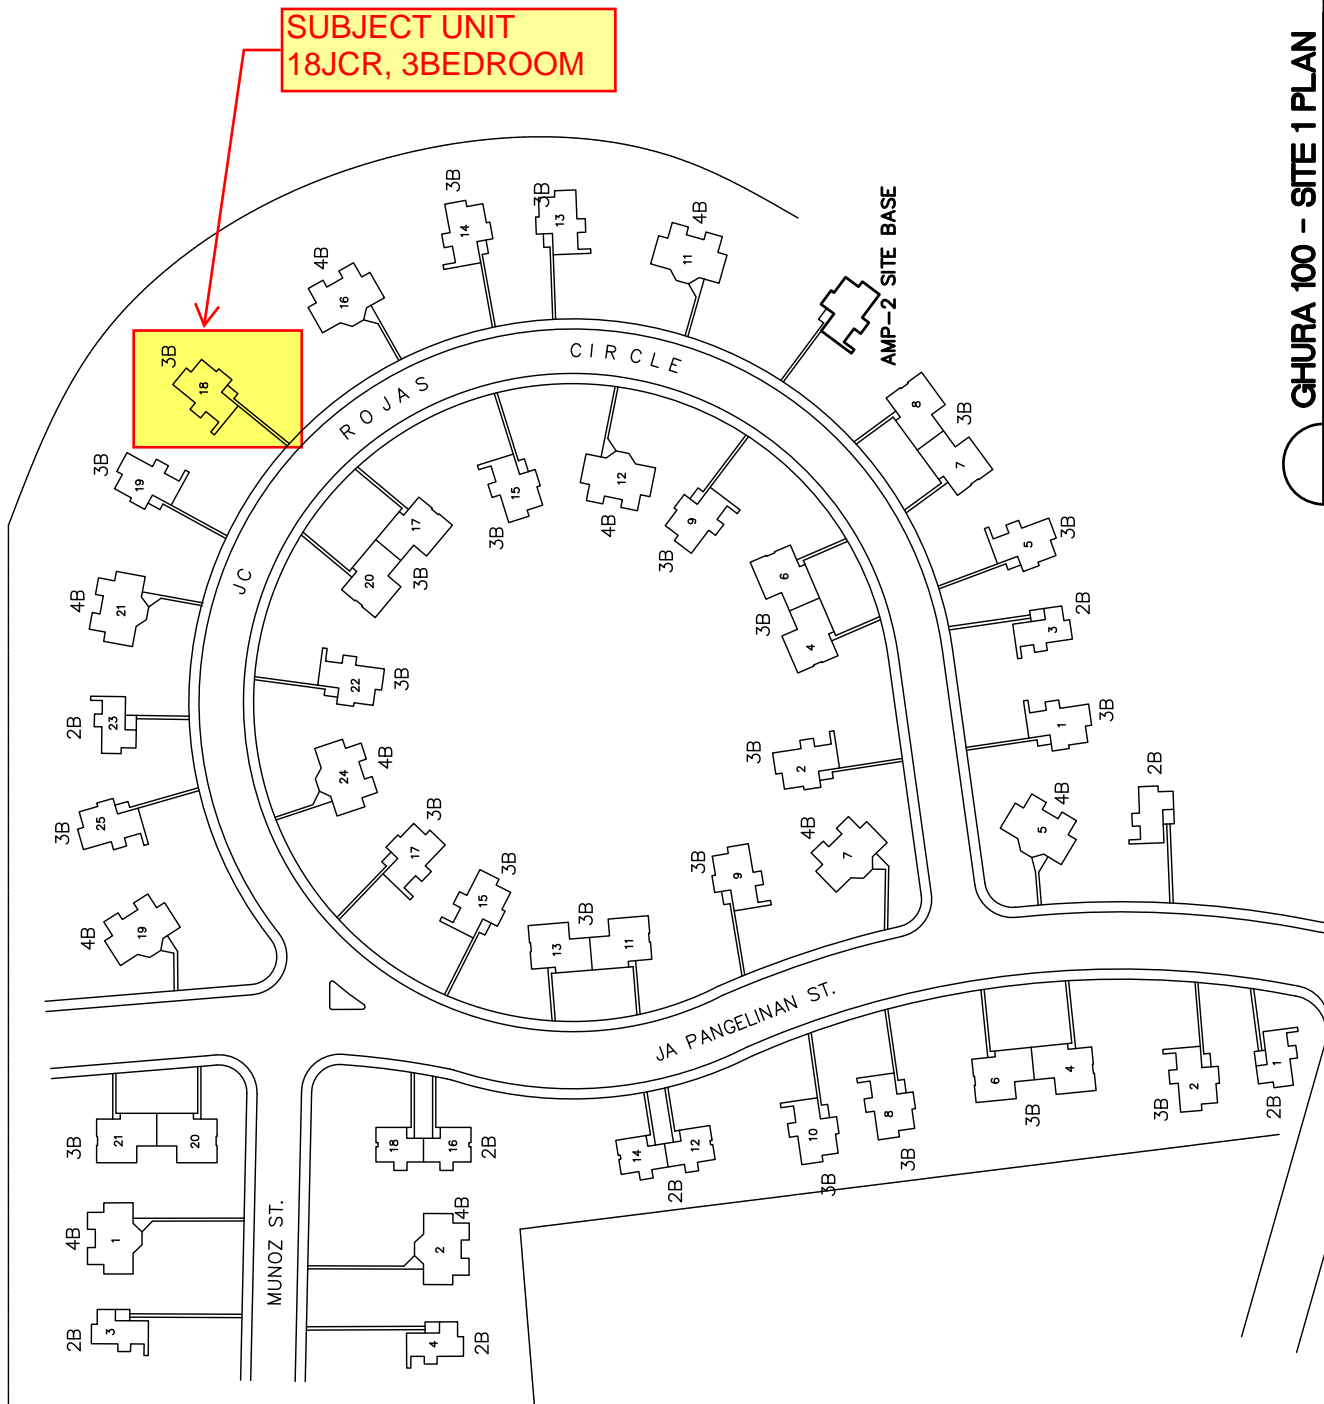 SUBJECT UNIT
18JCR, 3BEDROOM
GHURA 100 - SITE 1 PLAN
AMP-2 SITE BASE
JC ROJAS CIRCLE
3B
14
3B
13
4B
11
4B
16
3B
18
3B
19
4B
21
2B
23
3B
25
4B
19
8
3B
7
5
3B
2B
3
1
3B
4B
5
2B
3B
15
4B
12
3B
9
17
20
3B
6
3B
4
22
3B
24
4B
3B
2
3B
17
3B
15
4B
7
3B
9
13
3B
11
JA PANGELINAN ST.
3B
21
20
18
16
2B
14
12
2B
10
3B
8
3B
6
4
3B
2
3B
1
2B
MUNOZ ST.
4B
1
2
4B
2B
3
4
2B